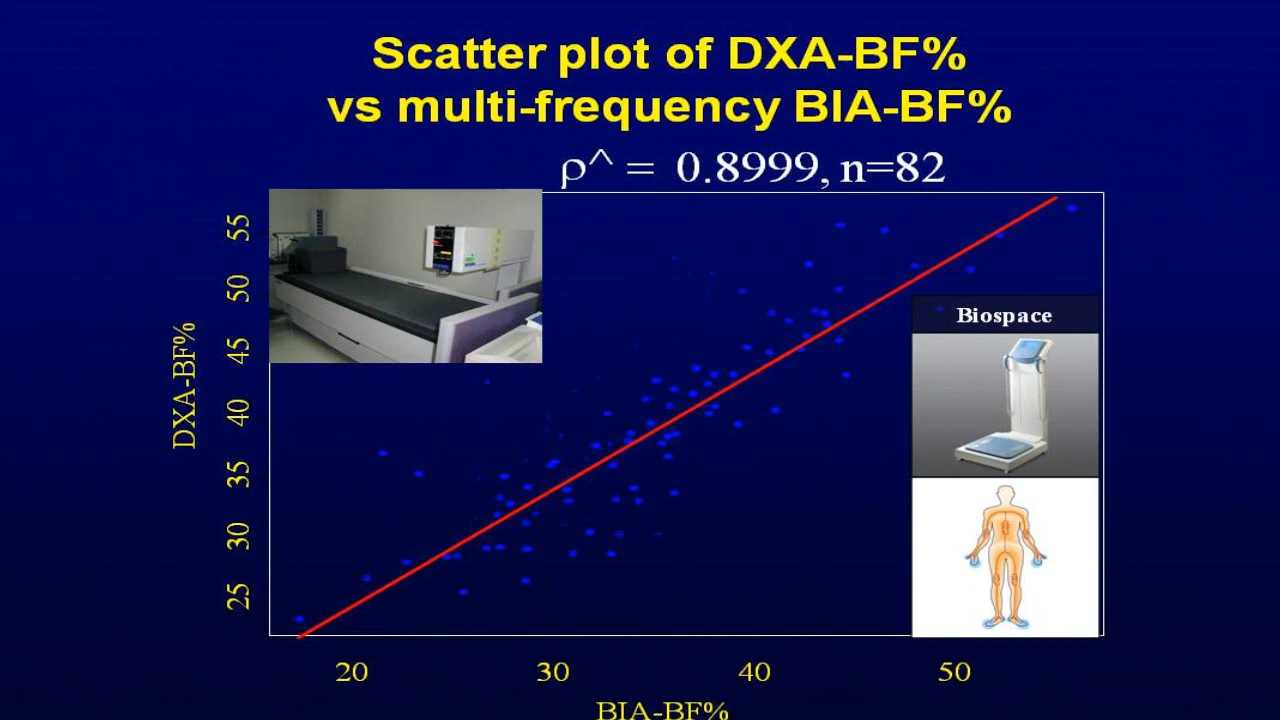 Scatter plot of DXA-BF%
vs multi-frequency BIA-BF%
ρ^ = 0.8999, n=82
55
50
45
40
35
30
25
DXA-BF%
Biospace
20 30 40 50
BIA-BF%